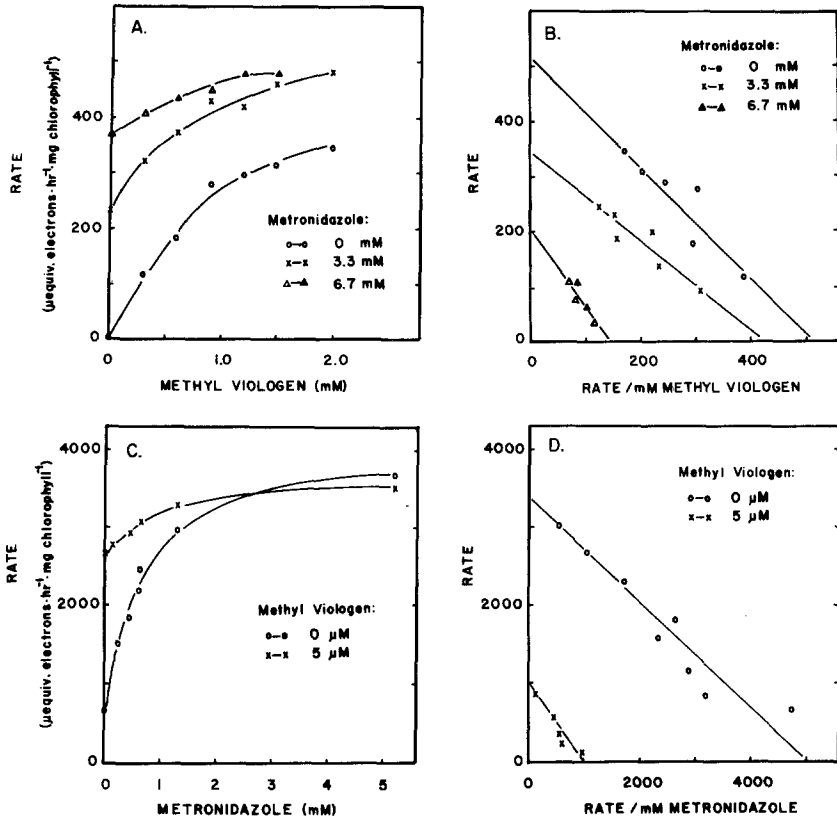 A.
RATE
(µequiv. electrons·hr⁻¹·mg chlorophyll⁻¹)
400
200
0
Metronidazole:
o–o 0 mM
x–x 3.3 mM
△–▲ 6.7 mM
0
1.0
2.0
METHYL VIOLOGEN (mM)
B.
RATE
400
200
0
Metronidazole:
o–o 0 mM
x–x 3.3 mM
▲–▲ 6.7 mM
0
200
400
RATE/mM METHYL VIOLOGEN
C.
RATE
(µequiv. electrons·hr⁻¹·mg chlorophyll⁻¹)
4000
2000
0
Methyl Viologen:
o–o 0 µM
x–x 5 µM
0
1
2
3
4
5
METRONIDAZOLE (mM)
D.
RATE
4000
2000
0
Methyl Viologen:
o–o 0 µM
x–x 5 µM
0
2000
4000
RATE/mM METRONIDAZOLE